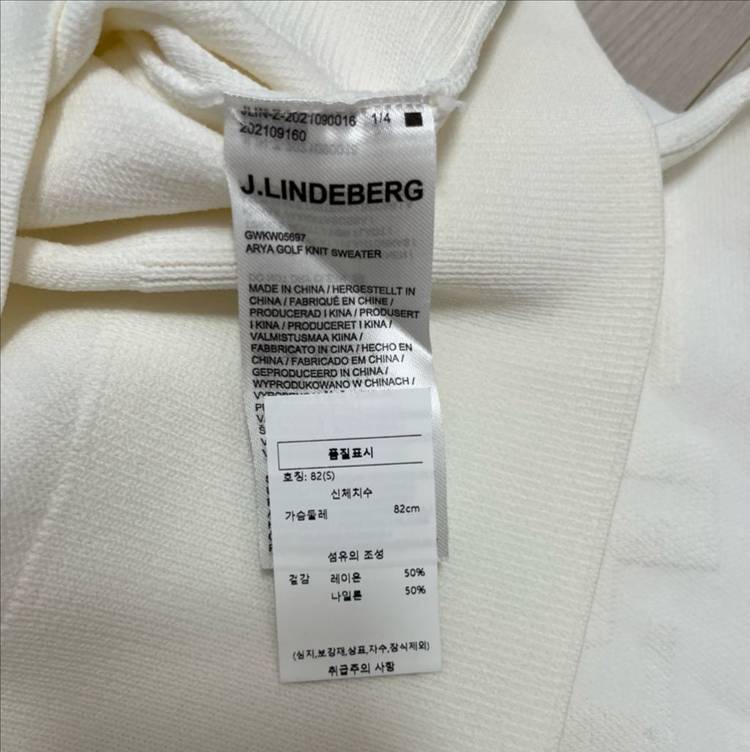 JLIN-Z-2021090016 1/4
202109160
J.LINDEBERG
GWKW05697
ARYA GOLF KNIT SWEATER
MADE IN CHINA / HERGESTELLT IN
CHINA / FABRIQUÉ EN CHINE /
PRODUCERAD I KINA / PRODUSERT
I KINA / PRODUCERET I KINA /
VALMISTUSMAA KIINA /
FABBRICATO IN CINA / HECHO EN
CHINA / FABRICADO EM CHINA /
GEPRODUCEERD IN CHINA /
WYPRODUKOWANO W CHINACH /
품질표시
호칭: 82(S)
신체치수
가슴둘레 82cm
섬유의 조성
겉감 레이온 50%
나일론 50%
(심지,보강재,상표,자수,장식제외)
취급주의 사항